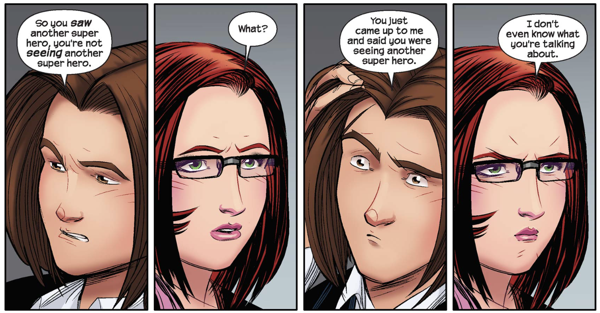 So you saw
another super
hero, you're not
seeing another
super hero.
What?
You just
came up to me
and said you were
seeing another
super hero.
I don't
even know what
you're talking
about.